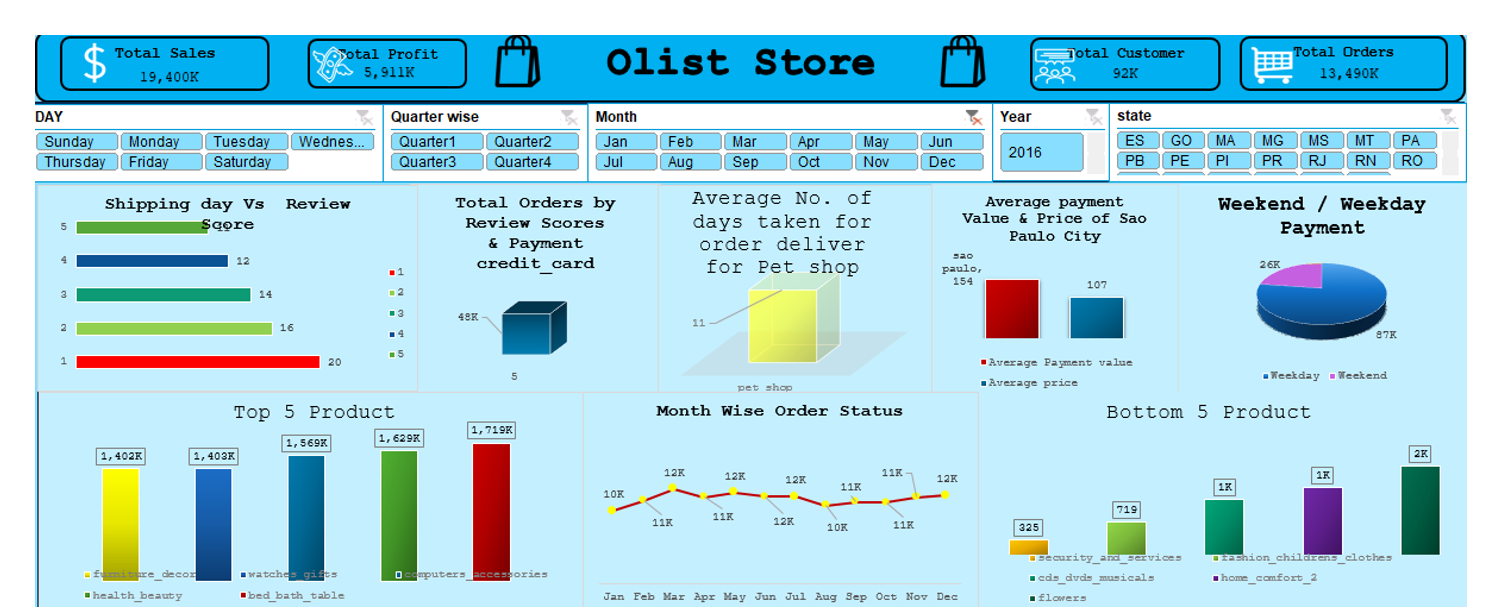 Total Sales
19,400K
Total Profit
5,911K
Olist Store
Total Customer
92K
Total Orders
13,490K
DAY
Sunday Monday Tuesday Wednes...
Thursday Friday Saturday
Quarter wise
Quarter1 Quarter2
Quarter3 Quarter4
Month
Jan Feb Mar Apr May Jun
Jul Aug Sep Oct Nov Dec
Year
2016
state
ES GO MA MG MS MT PA
PB PE PI PR RJ RN RO
Shipping day Vs Review
Score
5
4 12
3 14
2 16
1 20
1
2
3
4
5
Total Orders by
Review Scores
& Payment
credit_card
48K
5
Average No. of
days taken for
order deliver
for Pet shop
11
pet shop
Average payment
Value & Price of Sao
Paulo City
sao
paulo,
154
107
Average Payment value
Average price
Weekend / Weekday
Payment
26K
87K
Weekday Weekend
Top 5 Product
1,402K 1,403K 1,569K 1,629K 1,719K
furniture_decor watches_gifts computers_accessories
health_beauty bed_bath_table
Month Wise Order Status
10K 11K 12K 11K 12K 12K 12K 10K 11K 11K 11K 12K
Jan Feb Mar Apr May Jun Jul Aug Sep Oct Nov Dec
Bottom 5 Product
325 719 1K 1K 2K
security_and_services fashion_childrens_clothes
cds_dvds_musicals home_comfort_2
flowers